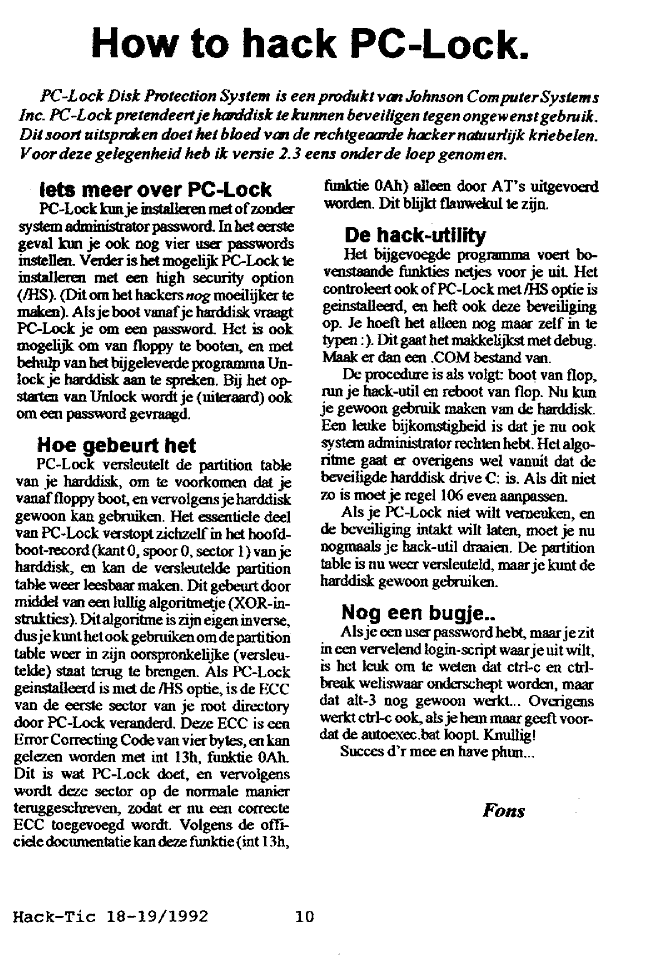 How to hack PC-Lock.
PC-Lock Disk Protection System is een produkt van Johnson Computer Systems
Inc. PC-Lock pretendeert je harddisk te kunnen beveiligen tegen ongewenst gebruik.
Dit soort uitspraken doet het bloed van de rechtgeaarde hacker natuurlijk kriebelen.
Voor deze gelegenheid heb ik versie 2.3 eens onder de loep genomen.
Iets meer over PC-Lock
PC-Lock kun je installeren met of zonder
system administrator password. In het eerste
geval kun je ook nog vier user passwords
instellen. Verder is het mogelijk PC-Lock te
installeren met een high security option
(/HS). (Dit om het hackers nog moeilijker te
maken). Als je boot vanaf je harddisk vraagt
PC-Lock je om een password. Het is ook
mogelijk om van floppy te booten, en met
behulp van het bijgeleverde programma Un-
lock je harddisk aan te spreken. Bij het op-
starten van Unlock wordt je (uiteraard) ook
om een password gevraagd.
Hoe gebeurt het
PC-Lock versleutelt de partition table
van je harddisk, om te voorkomen dat je
vanaf floppy boot, en vervolgens je harddisk
gewoon kan gebruiken. Het essentiele deel
van PC-Lock verstopt zichzelf in het hoofd-
boot-record (kant 0, spoor 0, sector 1) van je
harddisk, en kan de versleutelde partition
table weer leesbaar maken. Dit gebeurt door
middel van een lullig algoritmetje (XOR-in-
strukties). Dit algoritme is zijn eigen inverse,
dus je kunt het ook gebruiken om de partition
table weer in zijn oorspronkelijke (versleu-
telde) staat terug te brengen. Als PC-Lock
geinstalleerd is met de /HS optie, is de ECC
van de eerste sector van je root directory
door PC-Lock veranderd. Deze ECC is een
Error Correcting Code van vier bytes, en kan
gelezen worden met int 13h, funktie 0Ah.
Dit is wat PC-Lock doet, en vervolgens
wordt deze sector op de normale manier
teruggeschreven, zodat er nu een correcte
ECC toegevoegd wordt. Volgens de offi-
ciele documentatie kan deze funktie (int 13h,
funktie 0Ah) alleen door AT's uitgevoerd
worden. Dit blijkt flauwekul te zijn.
De hack-utility
Het bijgevoegde programma voert bo-
venstaande funkties netjes voor je uit. Het
controleert ook of PC-Lock met /HS optie is
geinstalleerd, en heft ook deze beveiliging
op. Je hoeft het alleen nog maar zelf in te
typen :). Dit gaat het makkelijkst met debug.
Maak er dan een .COM bestand van.
De procedure is als volgt: boot van flop,
run je hack-util en reboot van flop. Nu kun
je gewoon gebruik maken van de harddisk.
Een leuke bijkomstigheid is dat je nu ook
system administrator rechten hebt. Het algo-
ritme gaat er overigens wel vanuit dat de
beveiligde harddisk drive C: is. Als dit niet
zo is moet je regel 106 even aanpassen.
Als je PC-Lock niet wilt verneuken, en
de beveiliging intakt wilt laten, moet je nu
nogmaals je hack-util draaien. De partition
table is nu weer versleuteld, maar je kunt de
harddisk gewoon gebruiken.
Nog een bugje..
Als je een user password hebt, maar je zit
in een vervelend login-script waar je uit wilt,
is het leuk om te weten dat ctrl-c en ctrl-
break weliswaar onderschept worden, maar
dat alt-3 nog gewoon werkt... Overigens
werkt ctrl-c ook, als je hem maar geeft voor-
dat de autoexec.bat loopt. Knullig!
Succes d'r mee en have phun...
Fons
Hack-Tic 18-19/1992 10